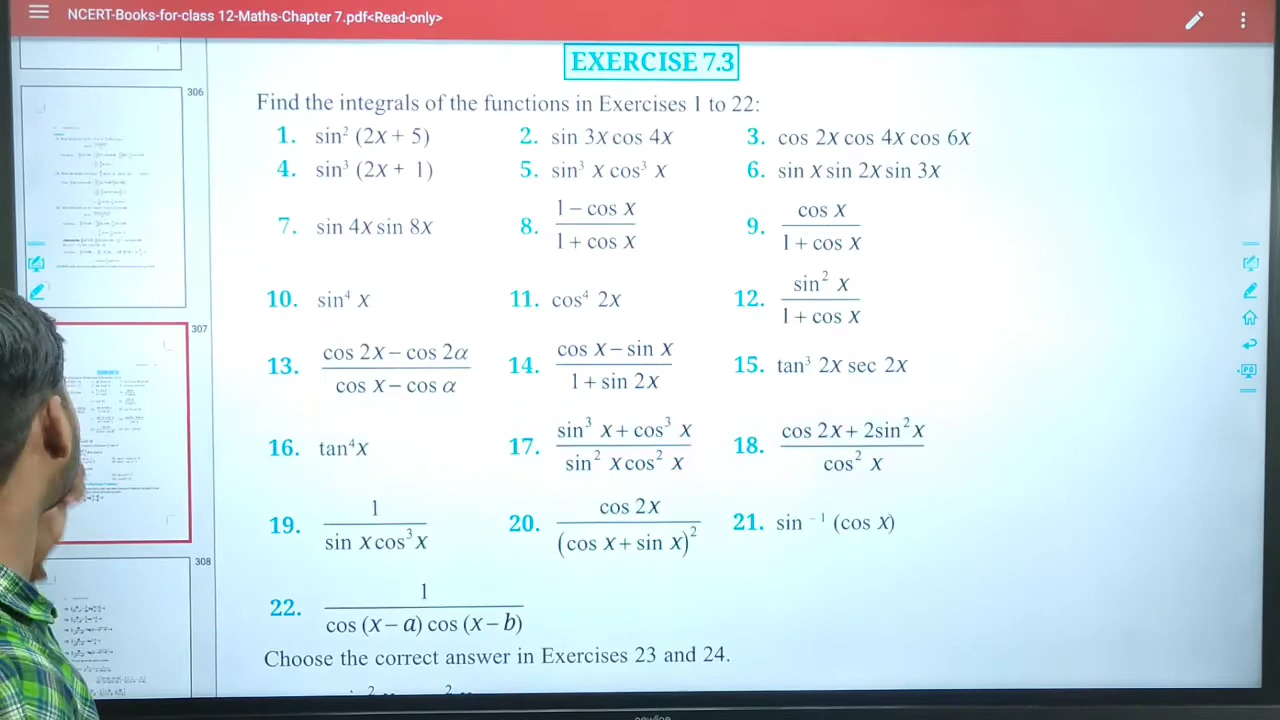 NCERT-Books-for-class 12-Maths-Chapter 7.pdf<Read-only>
306
307
308
EXERCISE 7.3
Find the integrals of the functions in Exercises 1 to 22:
1. sin² (2x + 5) 2. sin 3x cos 4x 3. cos 2x cos 4x cos 6x
4. sin³ (2x + 1) 5. sin³ x cos³ x 6. sin x sin 2x sin 3x
7. sin 4x sin 8x 8. (1 – cos x)/(1 + cos x) 9. cos x/(1 + cos x)
10. sin⁴ x 11. cos⁴ 2x 12. sin² x/(1 + cos x)
13. (cos 2x – cos 2α)/(cos x – cos α) 14. (cos x – sin x)/(1 + sin 2x) 15. tan³ 2x sec 2x
16. tan⁴x 17. (sin³ x + cos³ x)/(sin² x cos² x) 18. (cos 2x + 2sin²x)/(cos² x)
19. 1/(sin x cos³x) 20. cos 2x/(cos x + sin x)² 21. sin⁻¹ (cos x)
22. 1/(cos (x – a) cos (x – b))
Choose the correct answer in Exercises 23 and 24.
newline